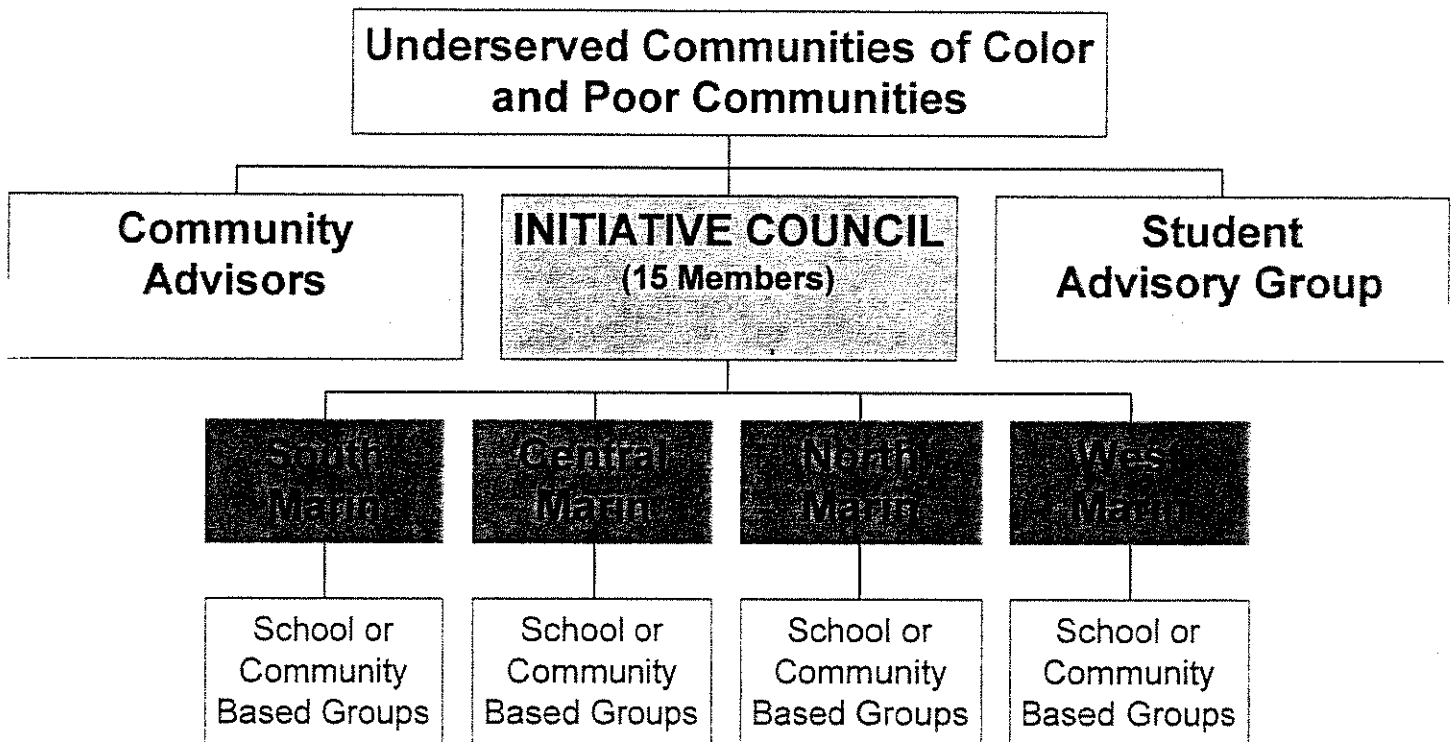 Underserved Communities of Color
and Poor Communities
Community
Advisors
INITIATIVE COUNCIL
(15 Members)
Student
Advisory Group
South
Marin
Central
Marin
North
Marin
West
Marin
School or
Community
Based Groups
School or
Community
Based Groups
School or
Community
Based Groups
School or
Community
Based Groups